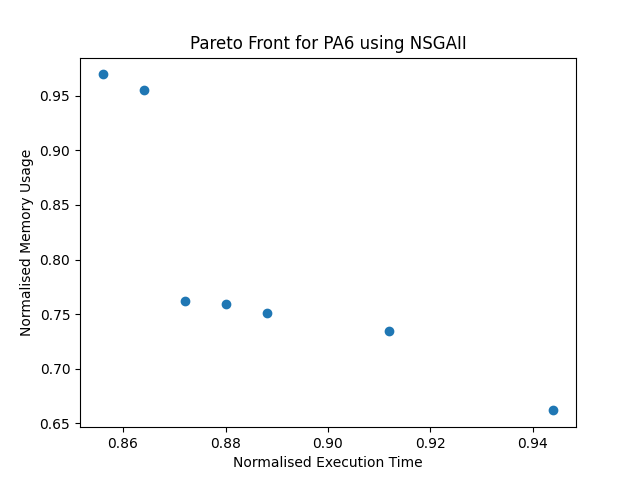 Pareto Front for PA6 using NSGAII
Normalised Memory Usage
0.95
0.90
0.85
0.80
0.75
0.70
0.65
0.86 0.88 0.90 0.92 0.94
Normalised Execution Time